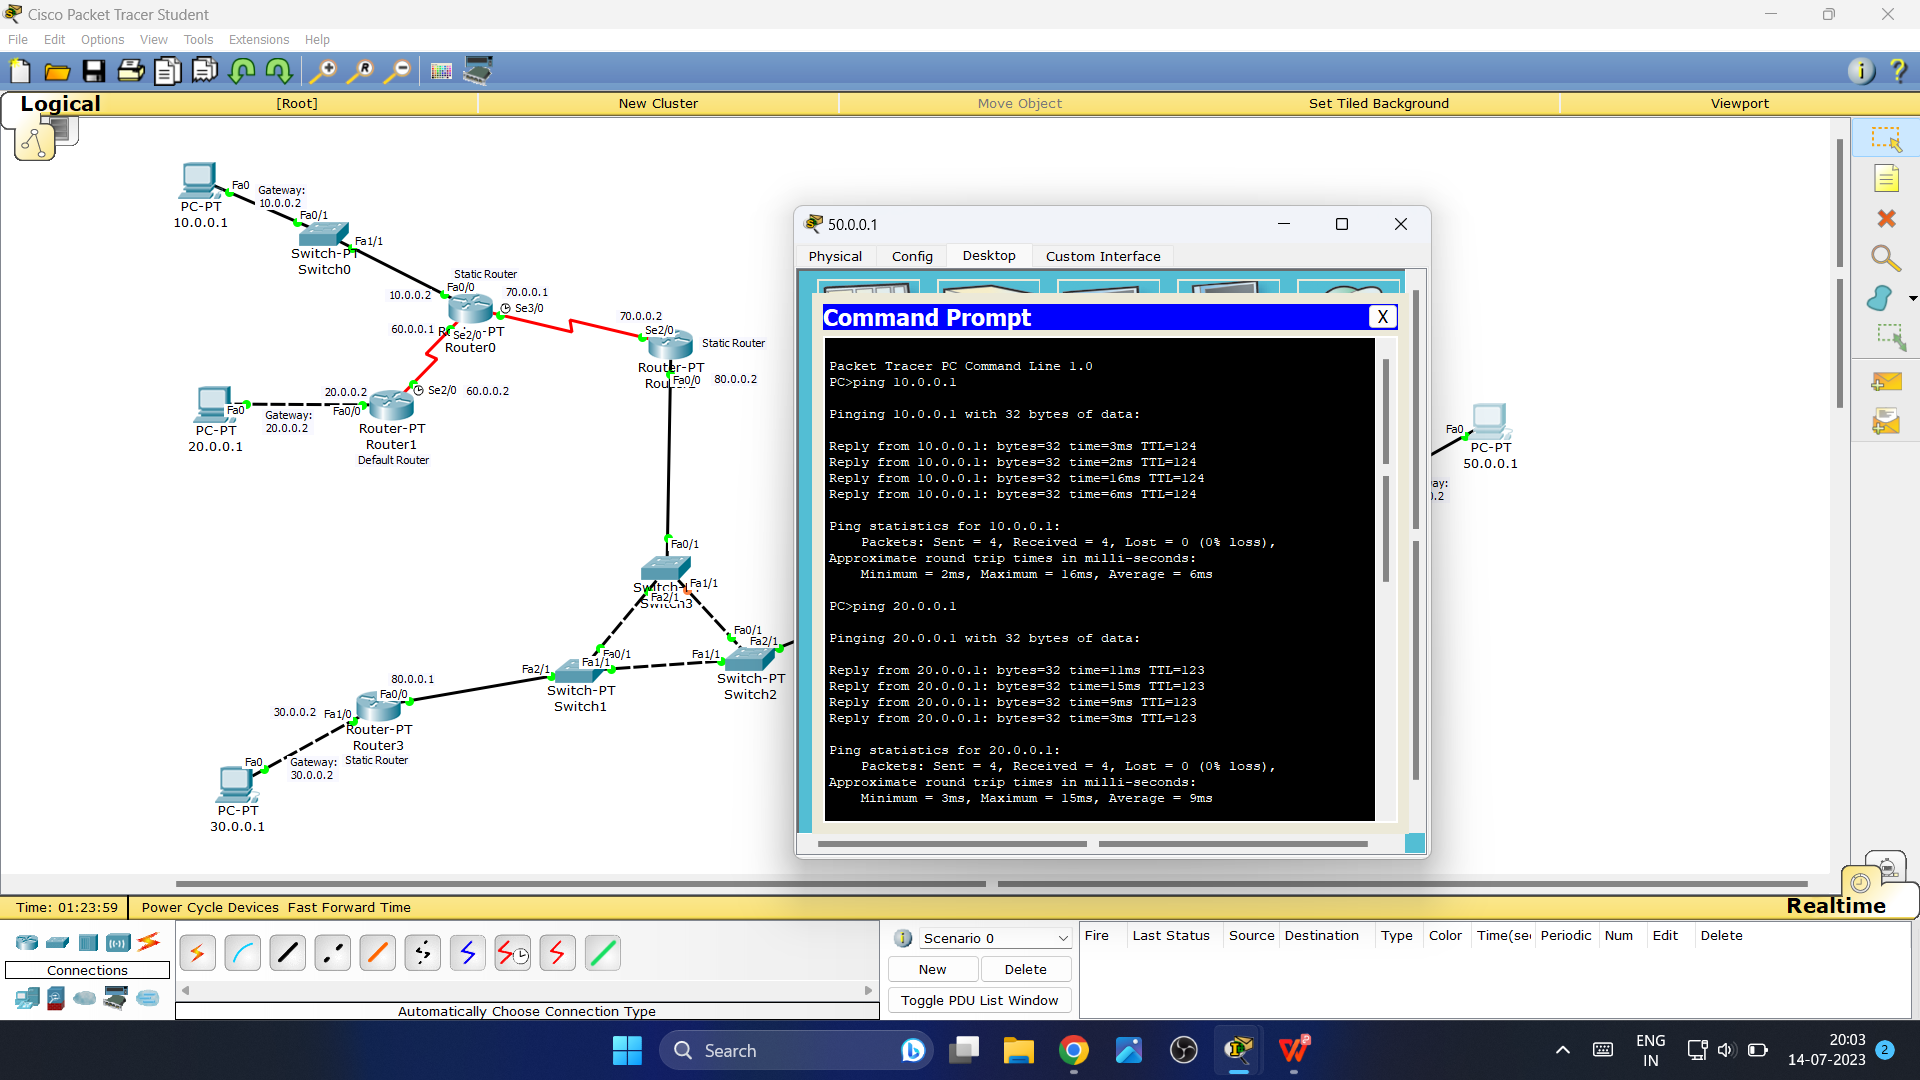 Cisco Packet Tracer Student
File Edit Options View Tools Extensions Help
Logical [Root] New Cluster Move Object Set Tiled Background Viewport
PC-PT
10.0.0.1
Fa0
Gateway:
10.0.0.2
Fa0/1
Switch-PT
Switch0
Fa1/1
Static Router
10.0.0.2
Fa0/0
70.0.0.1
Se3/0
60.0.0.1
Se2/0
Router0
70.0.0.2
Se2/0
Static Router
Router-PT
Fa0/0
80.0.0.2
PC-PT
20.0.0.1
Fa0
Gateway:
20.0.0.2
20.0.0.2
Fa0/0
Se2/0
60.0.0.2
Router-PT
Router1
Default Router
Fa0/1
Fa1/1
Fa2/1
Switch3
Fa0/1
Fa2/1
Fa1/1
Switch-PT
Switch2
Fa0/1
Fa1/1
Fa2/1
Switch-PT
Switch1
80.0.0.1
Fa0/0
30.0.0.2
Fa1/0
Router-PT
Router3
Static Router
Fa0
Gateway:
30.0.0.2
PC-PT
30.0.0.1
Fa0
PC-PT
50.0.0.1
50.0.0.1
Physical Config Desktop Custom Interface
Command Prompt X
Packet Tracer PC Command Line 1.0
PC>ping 10.0.0.1
Pinging 10.0.0.1 with 32 bytes of data:
Reply from 10.0.0.1: bytes=32 time=3ms TTL=124
Reply from 10.0.0.1: bytes=32 time=2ms TTL=124
Reply from 10.0.0.1: bytes=32 time=16ms TTL=124
Reply from 10.0.0.1: bytes=32 time=6ms TTL=124
Ping statistics for 10.0.0.1:
Packets: Sent = 4, Received = 4, Lost = 0 (0% loss),
Approximate round trip times in milli-seconds:
Minimum = 2ms, Maximum = 16ms, Average = 6ms
PC>ping 20.0.0.1
Pinging 20.0.0.1 with 32 bytes of data:
Reply from 20.0.0.1: bytes=32 time=11ms TTL=123
Reply from 20.0.0.1: bytes=32 time=15ms TTL=123
Reply from 20.0.0.1: bytes=32 time=9ms TTL=123
Reply from 20.0.0.1: bytes=32 time=3ms TTL=123
Ping statistics for 20.0.0.1:
Packets: Sent = 4, Received = 4, Lost = 0 (0% loss),
Approximate round trip times in milli-seconds:
Minimum = 3ms, Maximum = 15ms, Average = 9ms
Time: 01:23:59 Power Cycle Devices Fast Forward Time
Realtime
Connections
Automatically Choose Connection Type
Scenario 0
New Delete
Toggle PDU List Window
Fire Last Status Source Destination Type Color Time(sec Periodic Num Edit Delete
Search
ENG
IN
20:03
14-07-2023
2